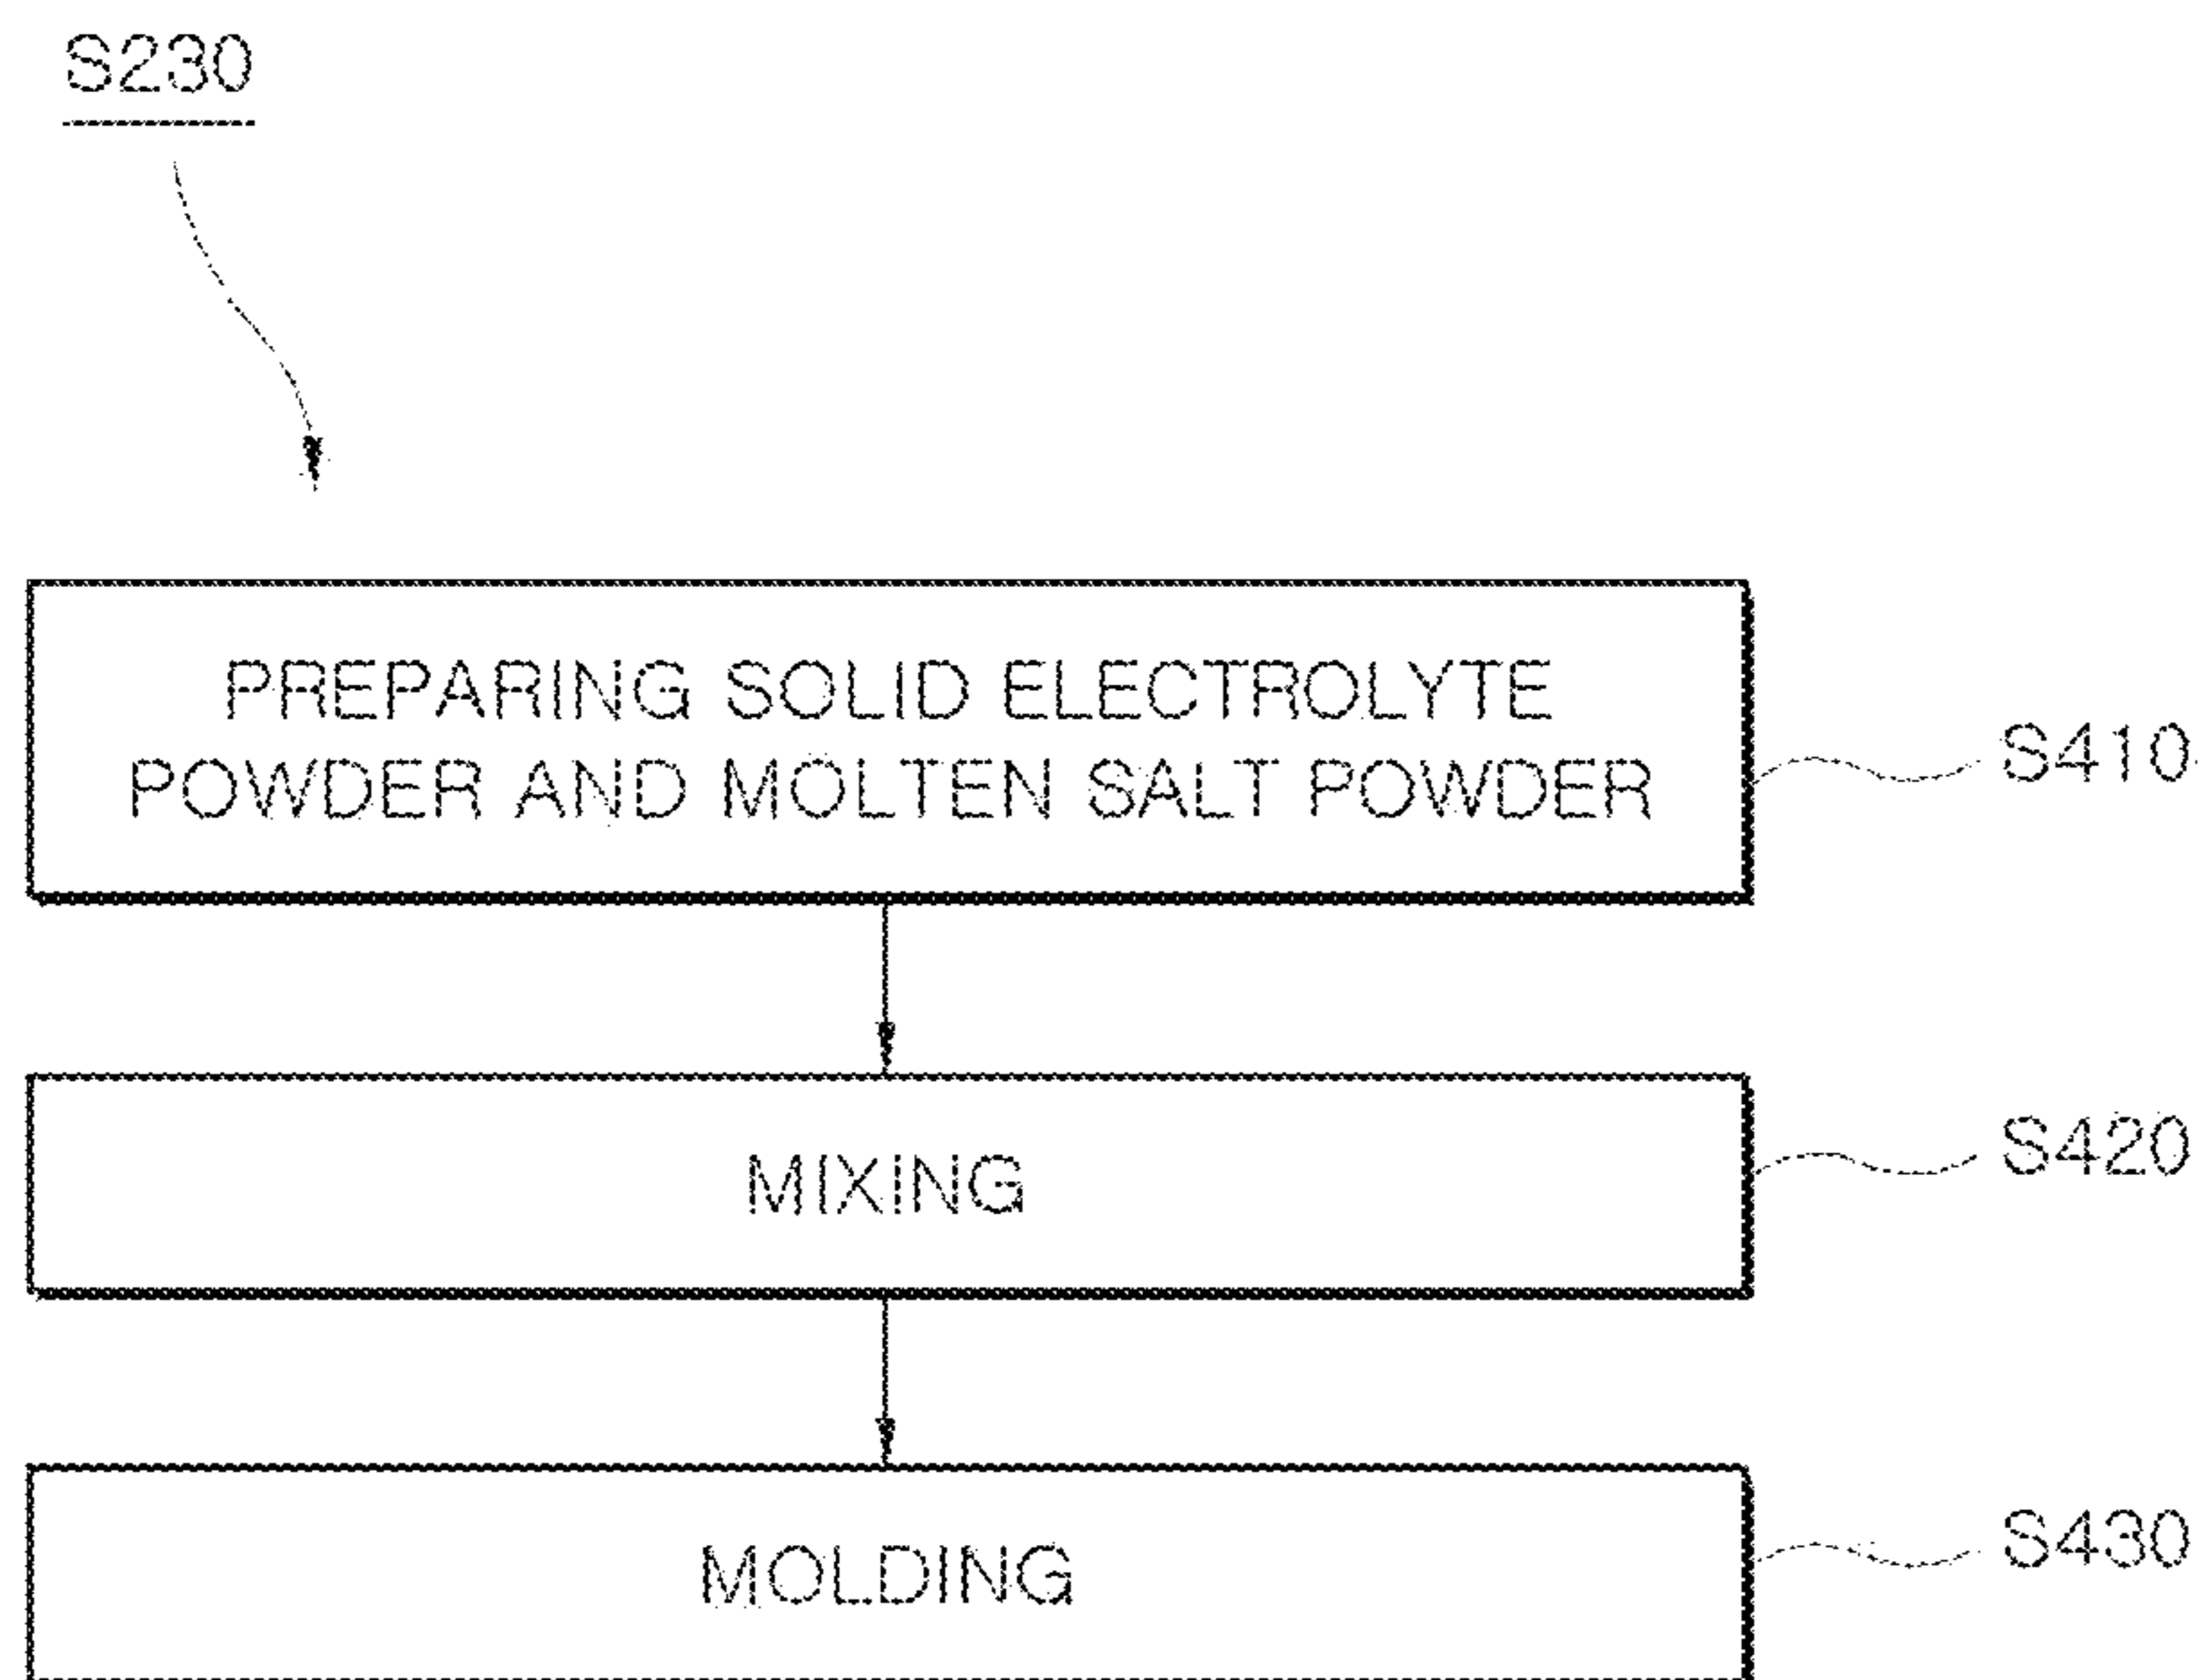 S230
PREPARING SOLID ELECTROLYTE
POWDER AND MOLTEN SALT POWDER
S410
MIXING
S420
MOLDING
S430